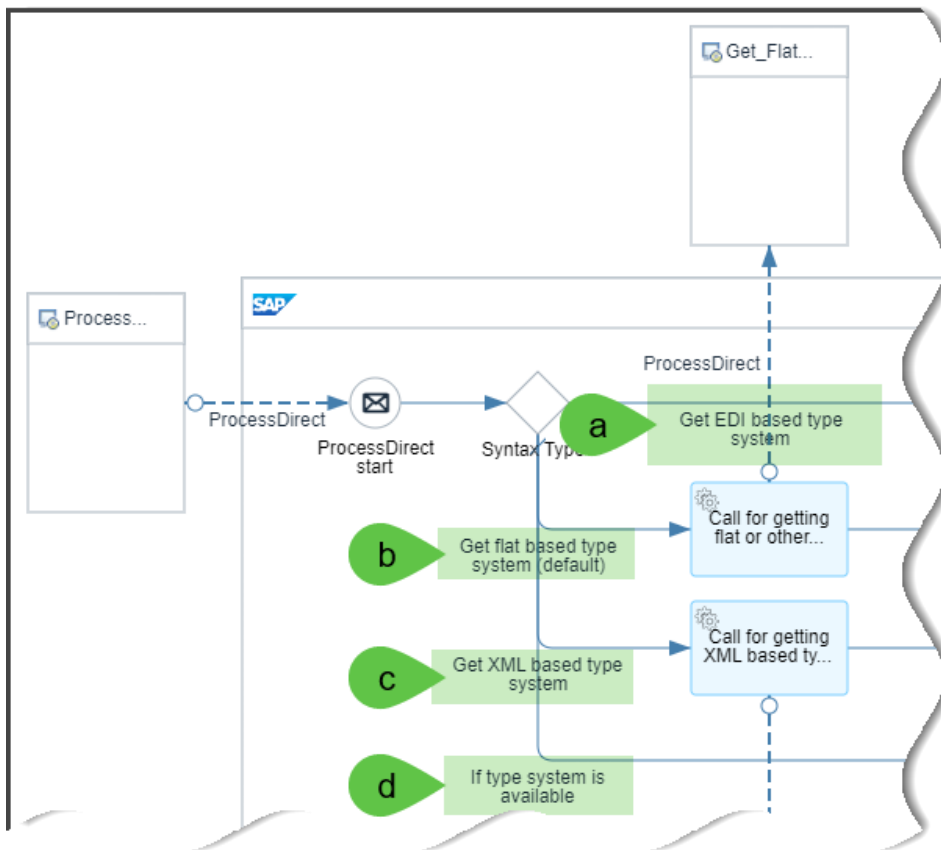 Get_Flat...
SAP
Process...
ProcessDirect
ProcessDirect
ProcessDirect
start
Syntax Type
a
Get EDI based type
system
b
Get flat based type
system (default)
Call for getting
flat or other...
c
Get XML based type
system
Call for getting
XML based ty...
d
If type system is
available